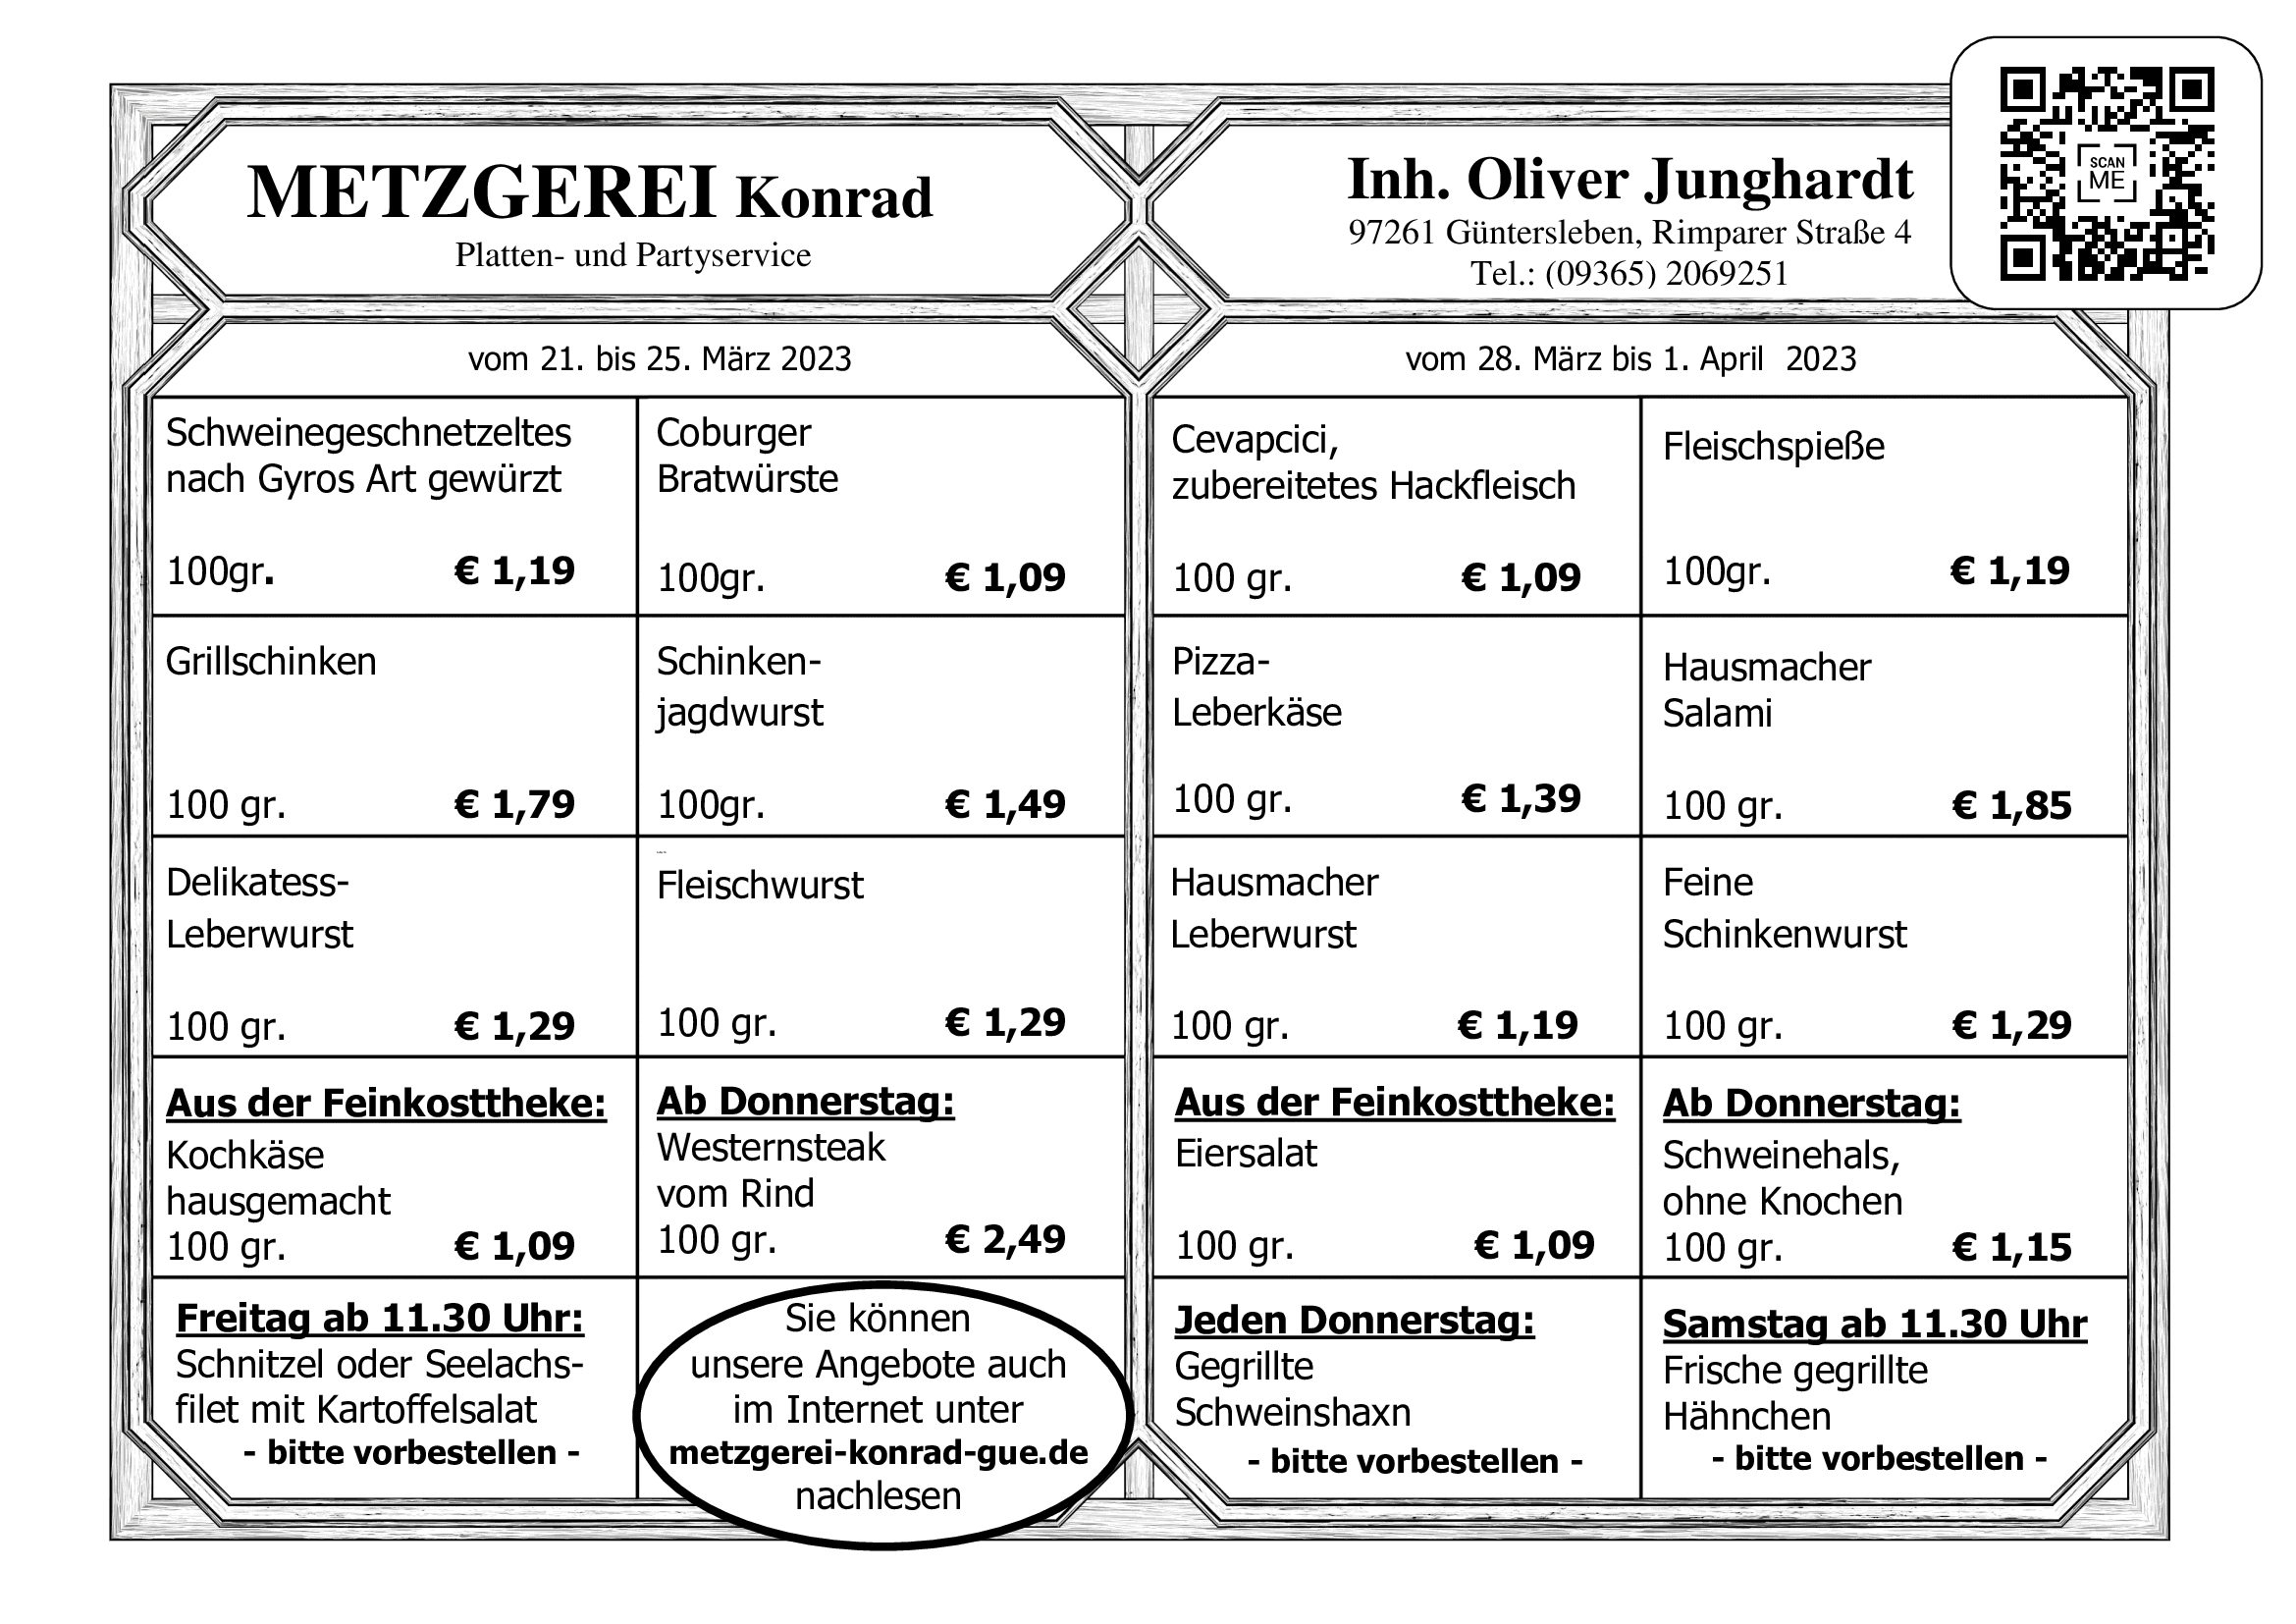 METZGEREI Konrad
Platten- und Partyservice
Inh. Oliver Junghardt
97261 Güntersleben, Rimparer Straße 4
Tel.: (09365) 2069251
SCAN
ME
vom 21. bis 25. März 2023
Schweinegeschnetzeltes
nach Gyros Art gewürzt
100gr. € 1,19
Coburger
Bratwürste
100gr. € 1,09
Grillschinken
100 gr. € 1,79
Schinken-
jagdwurst
100gr. € 1,49
Delikatess-
Leberwurst
100 gr. € 1,29
Fleischwurst
100 gr. € 1,29
Aus der Feinkosttheke:
Kochkäse
hausgemacht
100 gr. € 1,09
Ab Donnerstag:
Westernsteak
vom Rind
100 gr. € 2,49
Freitag ab 11.30 Uhr:
Schnitzel oder Seelachs-
filet mit Kartoffelsalat
- bitte vorbestellen -
Sie können
unsere Angebote auch
im Internet unter
metzgerei-konrad-gue.de
nachlesen
vom 28. März bis 1. April 2023
Cevapcici,
zubereitetes Hackfleisch
100 gr. € 1,09
Fleischspieße
100gr. € 1,19
Pizza-
Leberkäse
100 gr. € 1,39
Hausmacher
Salami
100 gr. € 1,85
Hausmacher
Leberwurst
100 gr. € 1,19
Feine
Schinkenwurst
100 gr. € 1,29
Aus der Feinkosttheke:
Eiersalat
100 gr. € 1,09
Ab Donnerstag:
Schweinehals,
ohne Knochen
100 gr. € 1,15
Jeden Donnerstag:
Gegrillte
Schweinshaxn
- bitte vorbestellen -
Samstag ab 11.30 Uhr
Frische gegrillte
Hähnchen
- bitte vorbestellen -